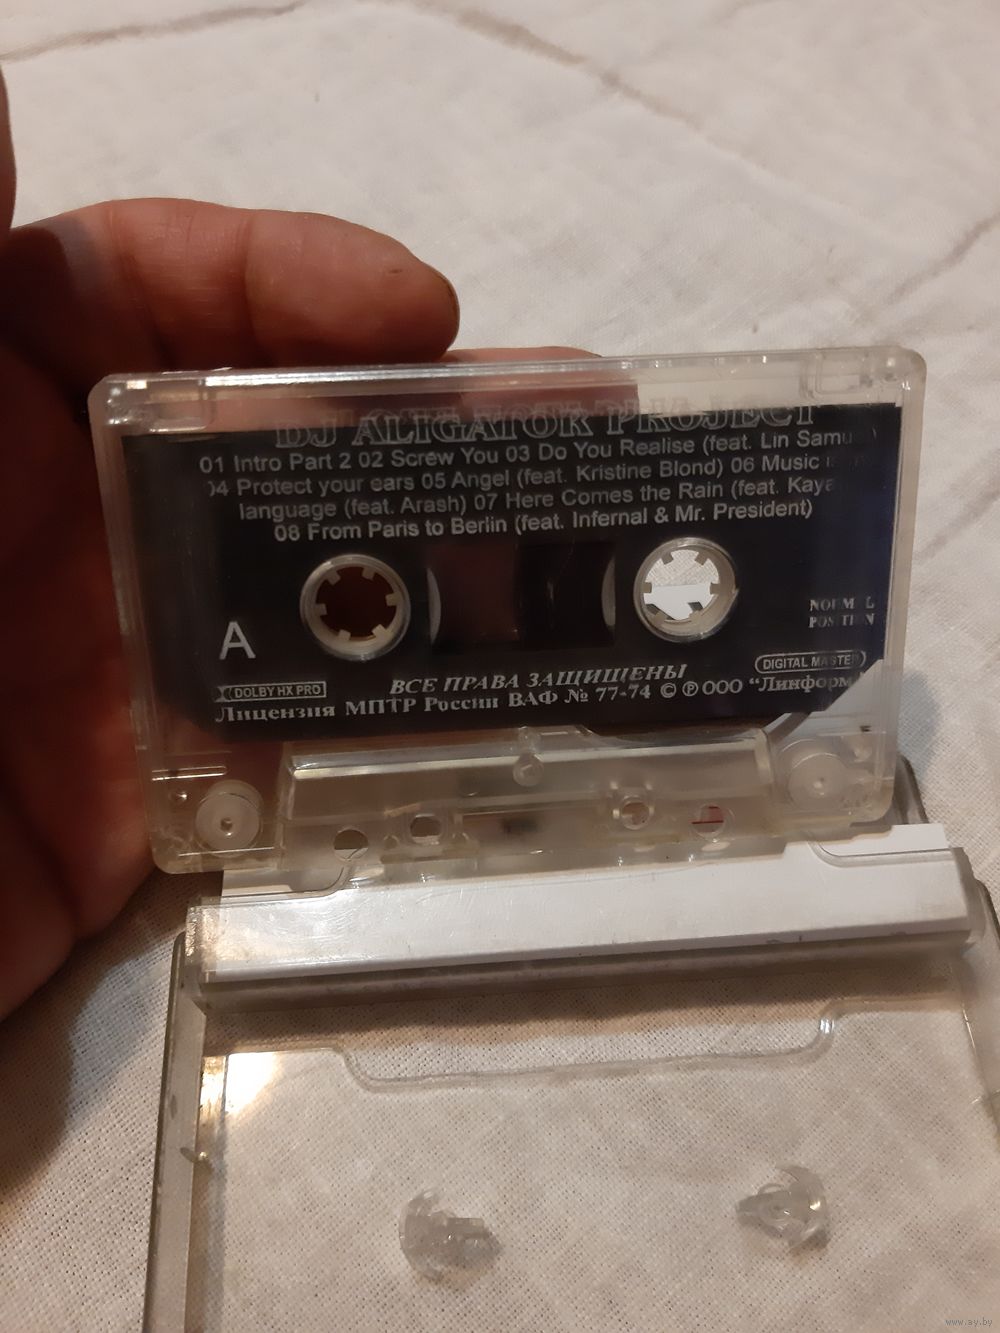 DJ ALIGATOR PROJECT
01 Intro Part 2 02 Screw You 03 Do You Realise (feat. Lin
04 Protect your ears 05 Angel (feat. Kristine Blond) 06 Music
language (feat. Arash) 07 Here Comes the Rain (feat. Kaya
08 From Paris to Berlin (feat. Infernal & Mr. President)
NORMAL
POSITION
A
DIGITAL MASTER
DOLBY HX PRO
ВСЕ ПРАВА ЗАЩИЩЕНЫ
Лицензия МПТР России ВАФ № 77-74 © ℗ ООО "Линформ"
www.ay.by